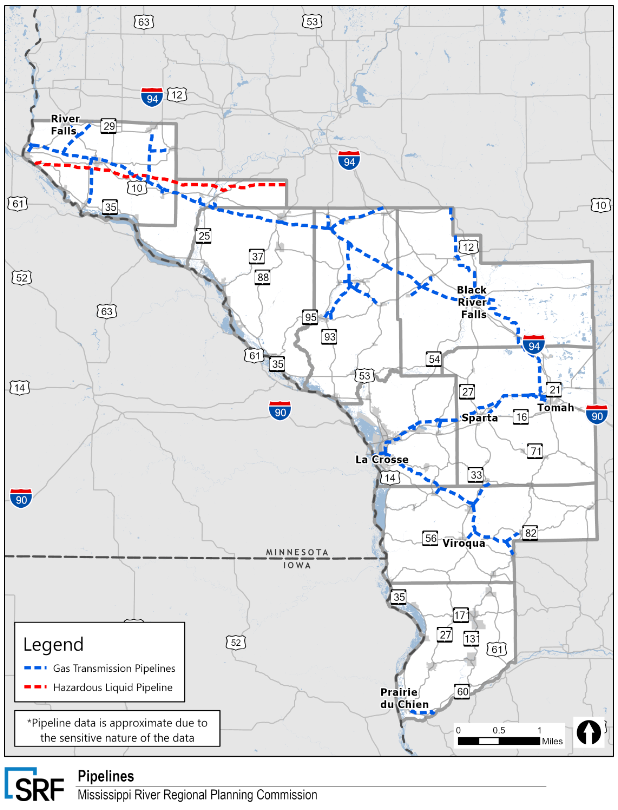 63
53
94
12
River
Falls
29
94
10
61
35
10
25
12
37
52
88
Black
River
Falls
63
95
93
94
61
35
54
53
14
27
21
90
Tomah
90
Sparta
16
71
La Crosse
14
33
90
82
56
Viroqua
MINNESOTA
IOWA
35
171
27
131
61
52
Legend
Gas Transmission Pipelines
Hazardous Liquid Pipeline
Prairie
du Chien
60
*Pipeline data is approximate due to
the sensitive nature of the data
0 0.5 1
Miles
SRF
Pipelines
Mississippi River Regional Planning Commission